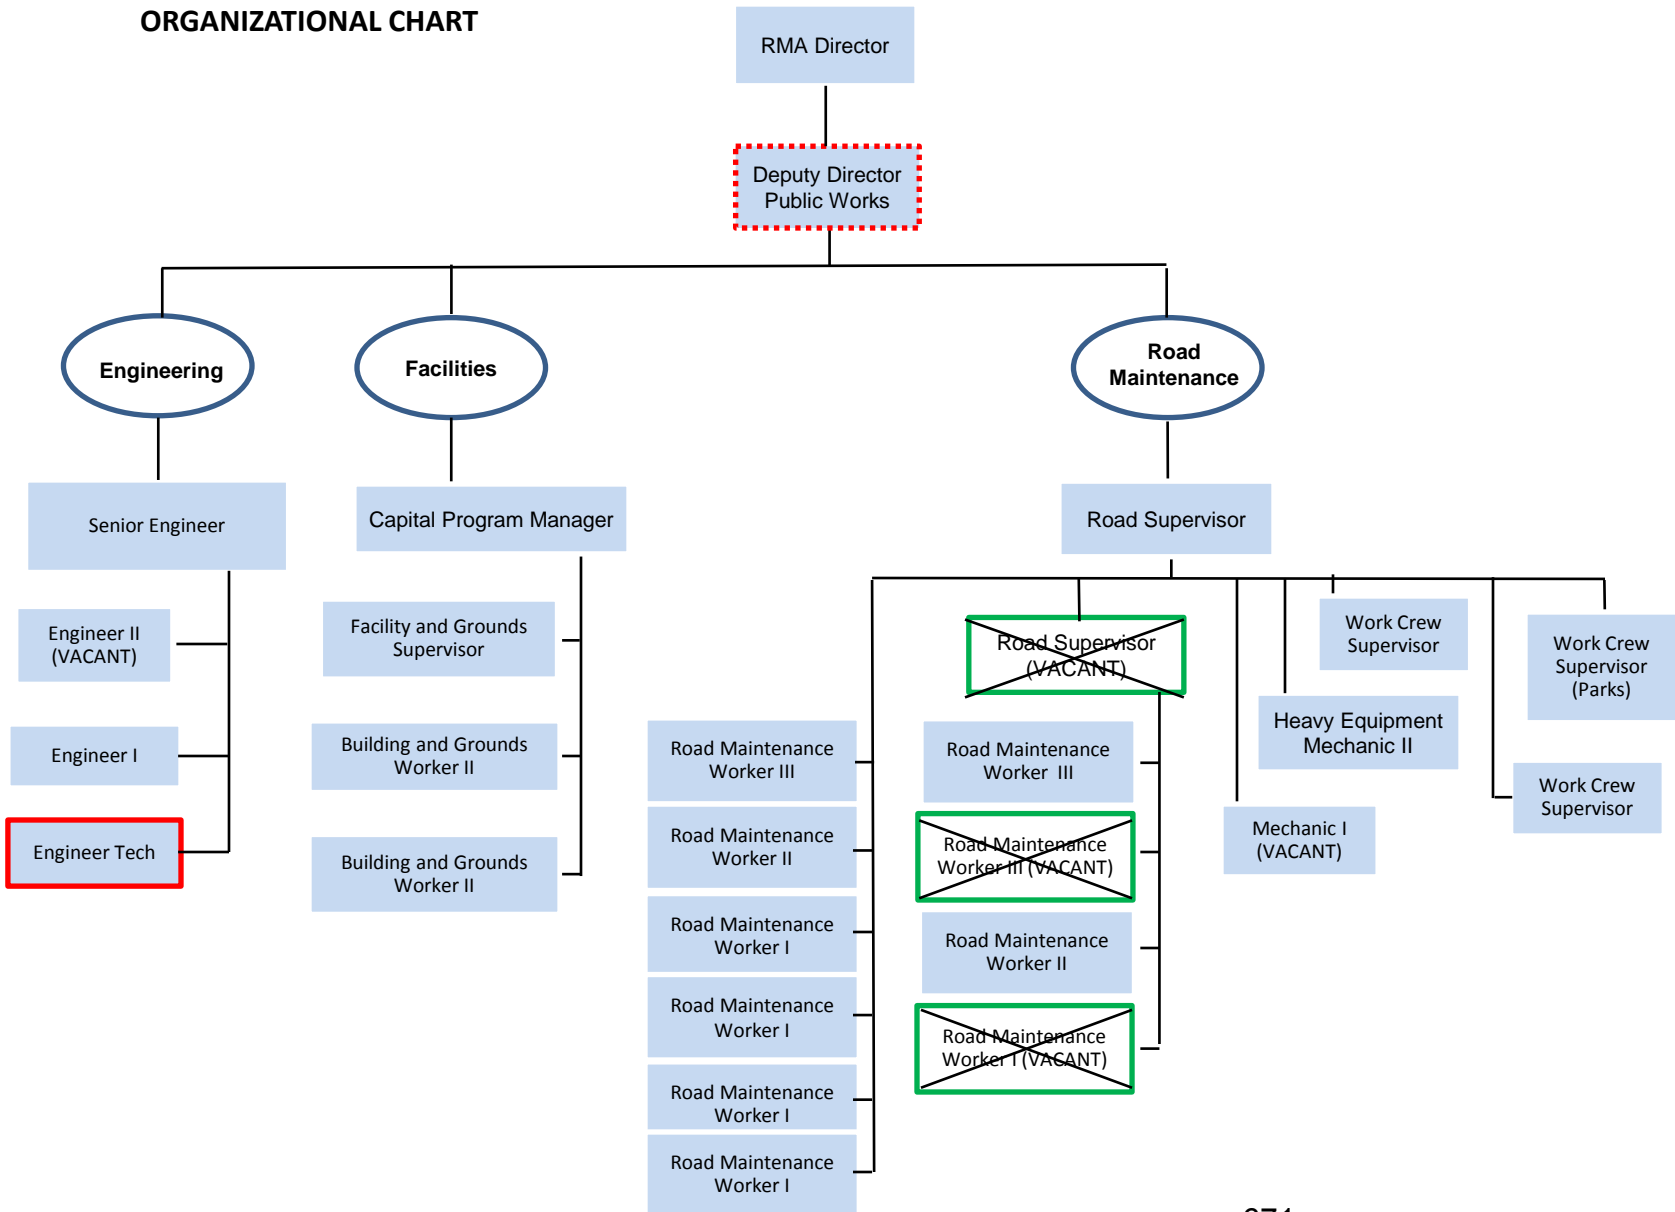 ORGANIZATIONAL CHART
RMA Director
Deputy Director
Public Works
Engineering
Facilities
Road
Maintenance
Senior Engineer
Engineer II
(VACANT)
Engineer I
Engineer Tech
Capital Program Manager
Facility and Grounds
Supervisor
Building and Grounds
Worker II
Building and Grounds
Worker II
Road Supervisor
Road Maintenance
Worker III
Road Maintenance
Worker II
Road Maintenance
Worker I
Road Maintenance
Worker I
Road Maintenance
Worker I
Road Maintenance
Worker I
Road Supervisor
(VACANT)
Road Maintenance
Worker III
Road Maintenance
Worker III (VACANT)
Road Maintenance
Worker II
Road Maintenance
Worker I (VACANT)
Mechanic I
(VACANT)
Heavy Equipment
Mechanic II
Work Crew
Supervisor
Work Crew
Supervisor
Work Crew
Supervisor
(Parks)